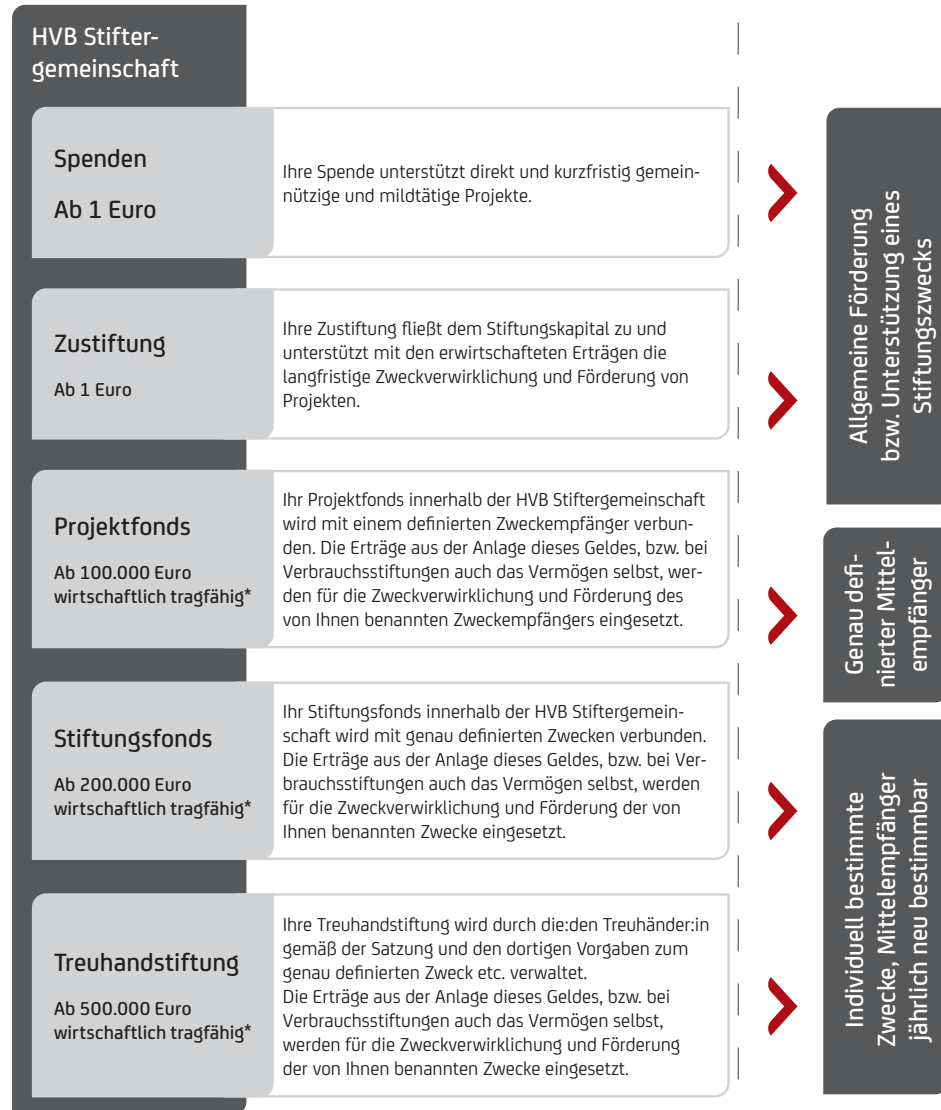 HVB Stifter-
gemeinschaft
Spenden
Ab 1 Euro
Ihre Spende unterstützt direkt und kurzfristig gemein-
nützige und mildtätige Projekte.
Zustiftung
Ab 1 Euro
Ihre Zustiftung fließt dem Stiftungskapital zu und
unterstützt mit den erwirtschafteten Erträgen die
langfristige Zweckverwirklichung und Förderung von
Projekten.
Allgemeine Förderung
bzw. Unterstützung eines
Stiftungszwecks
Projektfonds
Ab 100.000 Euro
wirtschaftlich tragfähig*
Ihr Projektfonds innerhalb der HVB Stiftergemeinschaft
wird mit einem definierten Zweckempfänger verbun-
den. Die Erträge aus der Anlage dieses Geldes, bzw. bei
Verbrauchsstiftungen auch das Vermögen selbst, wer-
den für die Zweckverwirklichung und Förderung des
von Ihnen benannten Zweckempfängers eingesetzt.
Genau defi-
nierter Mittel-
empfänger
Stiftungsfonds
Ab 200.000 Euro
wirtschaftlich tragfähig*
Ihr Stiftungsfonds innerhalb der HVB Stiftergemein-
schaft wird mit genau definierten Zwecken verbunden.
Die Erträge aus der Anlage dieses Geldes, bzw. bei Ver-
brauchsstiftungen auch das Vermögen selbst, werden
für die Zweckverwirklichung und Förderung der von
Ihnen benannten Zwecke eingesetzt.
Treuhandstiftung
Ab 500.000 Euro
wirtschaftlich tragfähig*
Ihre Treuhandstiftung wird durch die:den Treuhänder:in
gemäß der Satzung und den dortigen Vorgaben zum
genau definierten Zweck etc. verwaltet.
Die Erträge aus der Anlage dieses Geldes, bzw. bei
Verbrauchsstiftungen auch das Vermögen selbst,
werden für die Zweckverwirklichung und Förderung
der von Ihnen benannten Zwecke eingesetzt.
Individuell bestimmte
Zwecke, Mittelempfänger
jährlich neu bestimmbar